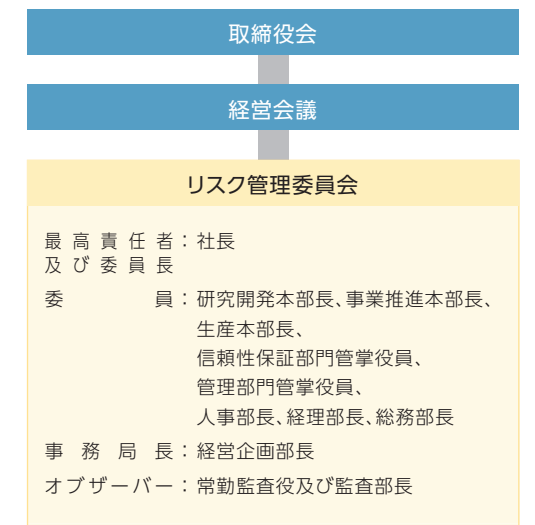 取締役会
経営会議
リスク管理委員会
最高責任者：社長
及び委員長
委員：研究開発本部長、事業推進本部長、
生産本部長、
信頼性保証部門管掌役員、
管理部門管掌役員、
人事部長、経理部長、総務部長
事務局長：経営企画部長
オブザーバー：常勤監査役及び監査部長